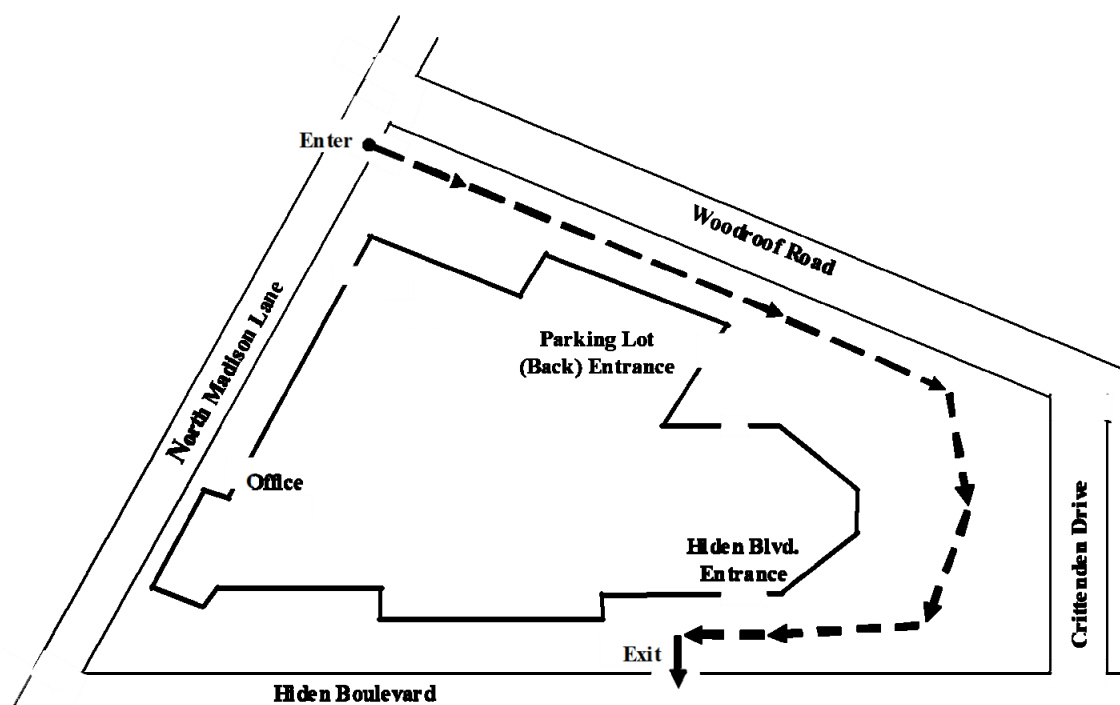 Enter
Woodroof Road
Parking Lot
(Back) Entrance
North Madison Lane
Office
Hiden Blvd.
Entrance
Crittenden Drive
Exit
Hiden Boulevard